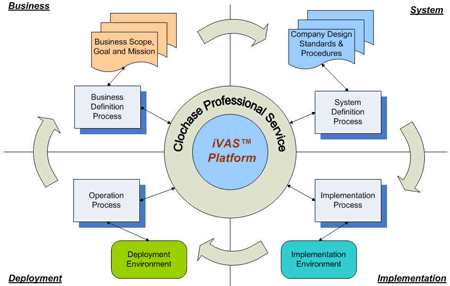 Business
System
Business Scope,
Goal and Mission
Company Design
Standards &
Procedures
Business
Definition
Process
System
Definition
Process
Clochase Professional Service
iVAS™
Platform
Operation
Process
Implementation
Process
Deployment
Environment
Implementation
Environment
Deployment
Implementation